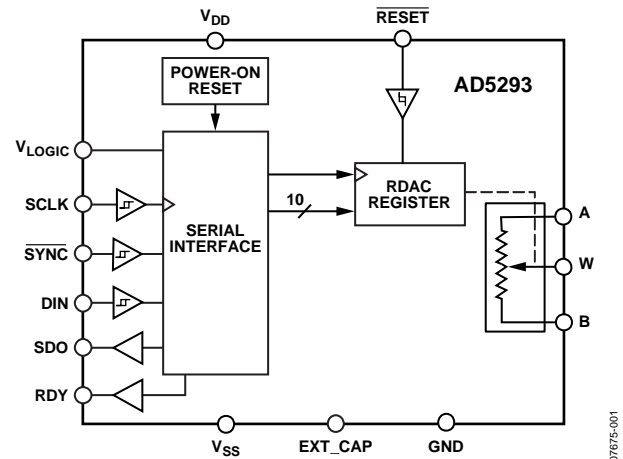 VDD
RESET
POWER-ON
RESET
AD5293
VLOGIC
SCLK
SYNC
DIN
SDO
RDY
SERIAL
INTERFACE
10
RDAC
REGISTER
A
W
B
VSS
EXT_CAP
GND
07675-001